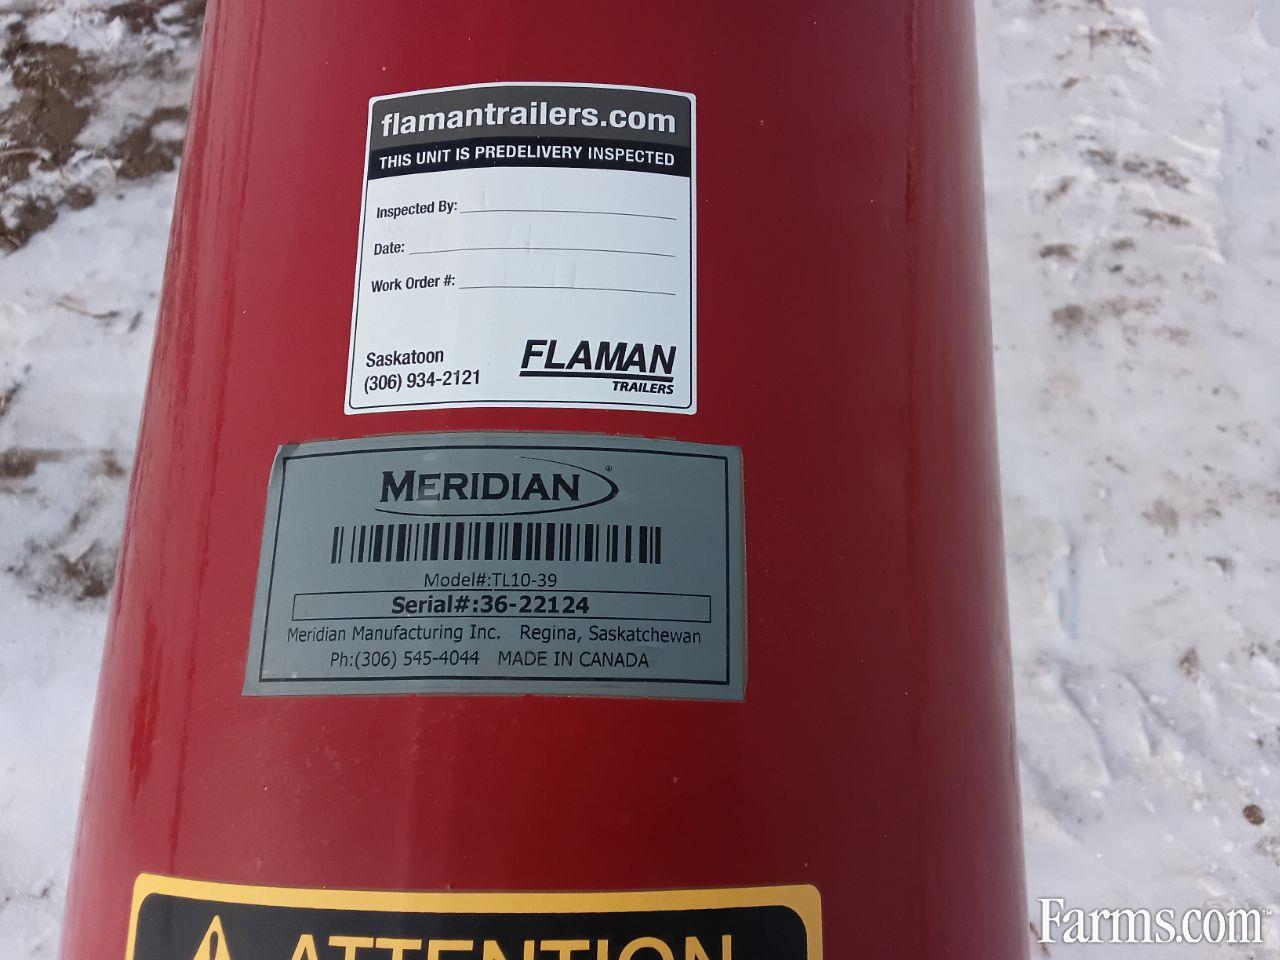 flamantrailers.com
THIS UNIT IS PREDELIVERY INSPECTED
Inspected By:
Date:
Work Order #:
Saskatoon
(306) 934-2121
FLAMAN
TRAILERS
MERIDIAN®
Model#:TL10-39
Serial#:36-22124
Meridian Manufacturing Inc. Regina, Saskatchewan
Ph:(306) 545-4044 MADE IN CANADA
ATTENTION
Farms.com™